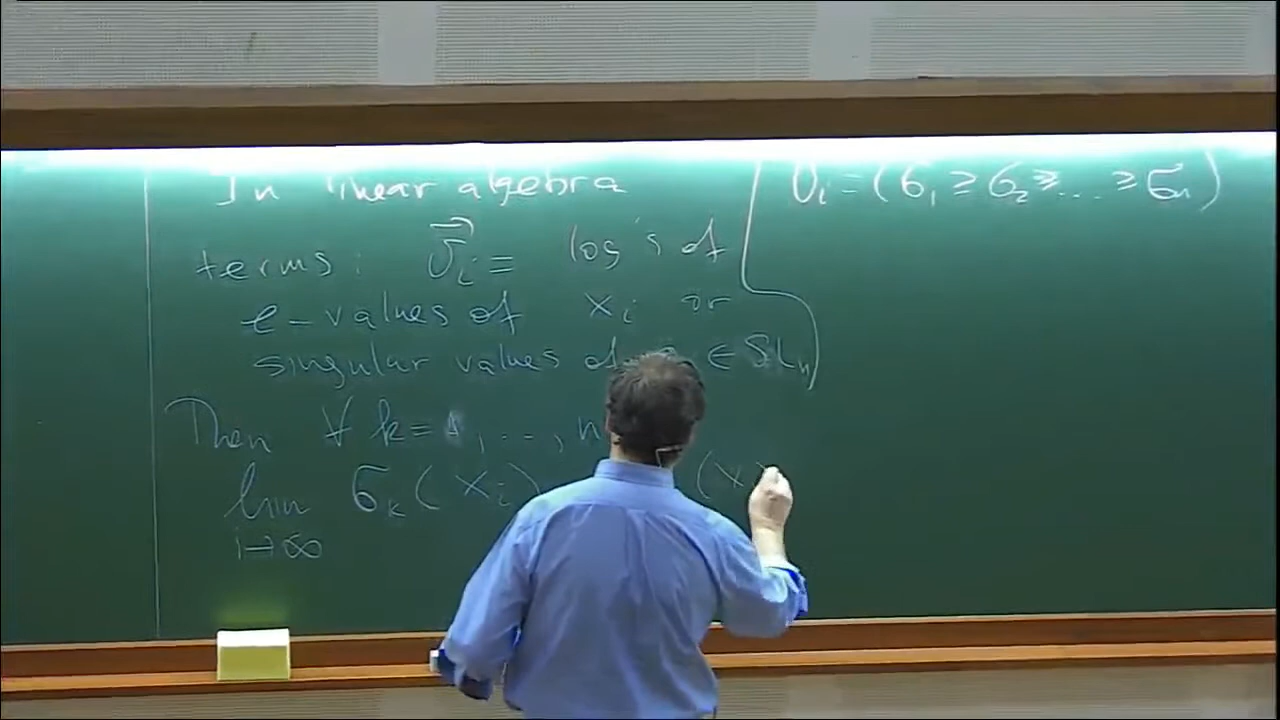 In linear algebra
terms: v⃗ᵢ = log's of
e-values of xᵢ or
singular values of ∈ SLₙ
Then ∀ k=1, ..., n
lim σₖ(xᵢ) (x
i→∞
vᵢ = (σ₁ ≥ σ₂ ≥ ... ≥ σₙ)